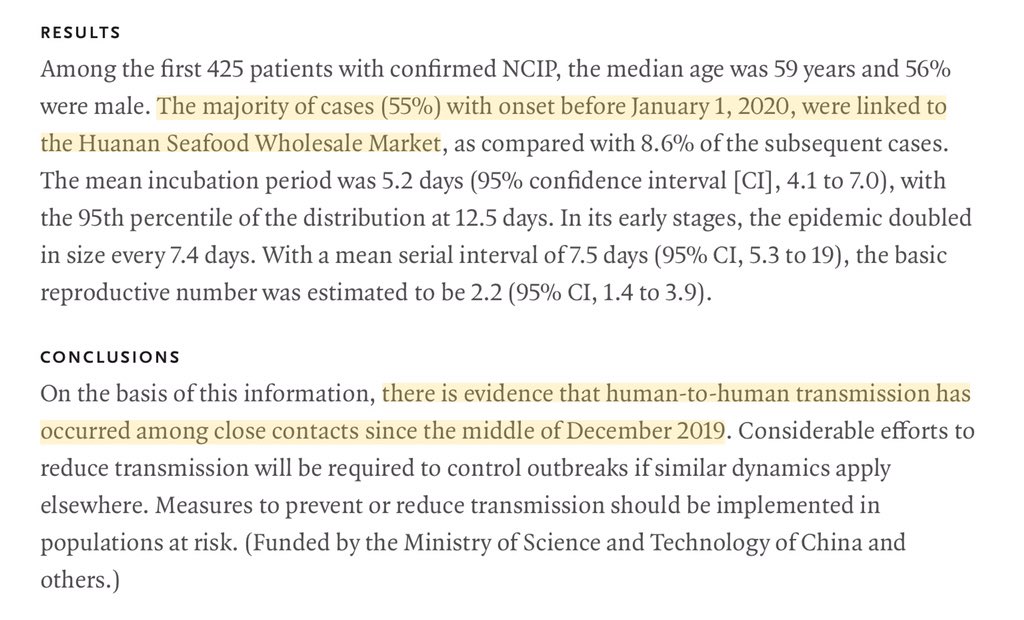 RESULTS
Among the first 425 patients with confirmed NCIP, the median age was 59 years and 56%
were male. The majority of cases (55%) with onset before January 1, 2020, were linked to
the Huanan Seafood Wholesale Market, as compared with 8.6% of the subsequent cases.
The mean incubation period was 5.2 days (95% confidence interval [CI], 4.1 to 7.0), with
the 95th percentile of the distribution at 12.5 days. In its early stages, the epidemic doubled
in size every 7.4 days. With a mean serial interval of 7.5 days (95% CI, 5.3 to 19), the basic
reproductive number was estimated to be 2.2 (95% CI, 1.4 to 3.9).
CONCLUSIONS
On the basis of this information, there is evidence that human-to-human transmission has
occurred among close contacts since the middle of December 2019. Considerable efforts to
reduce transmission will be required to control outbreaks if similar dynamics apply
elsewhere. Measures to prevent or reduce transmission should be implemented in
populations at risk. (Funded by the Ministry of Science and Technology of China and
others.)